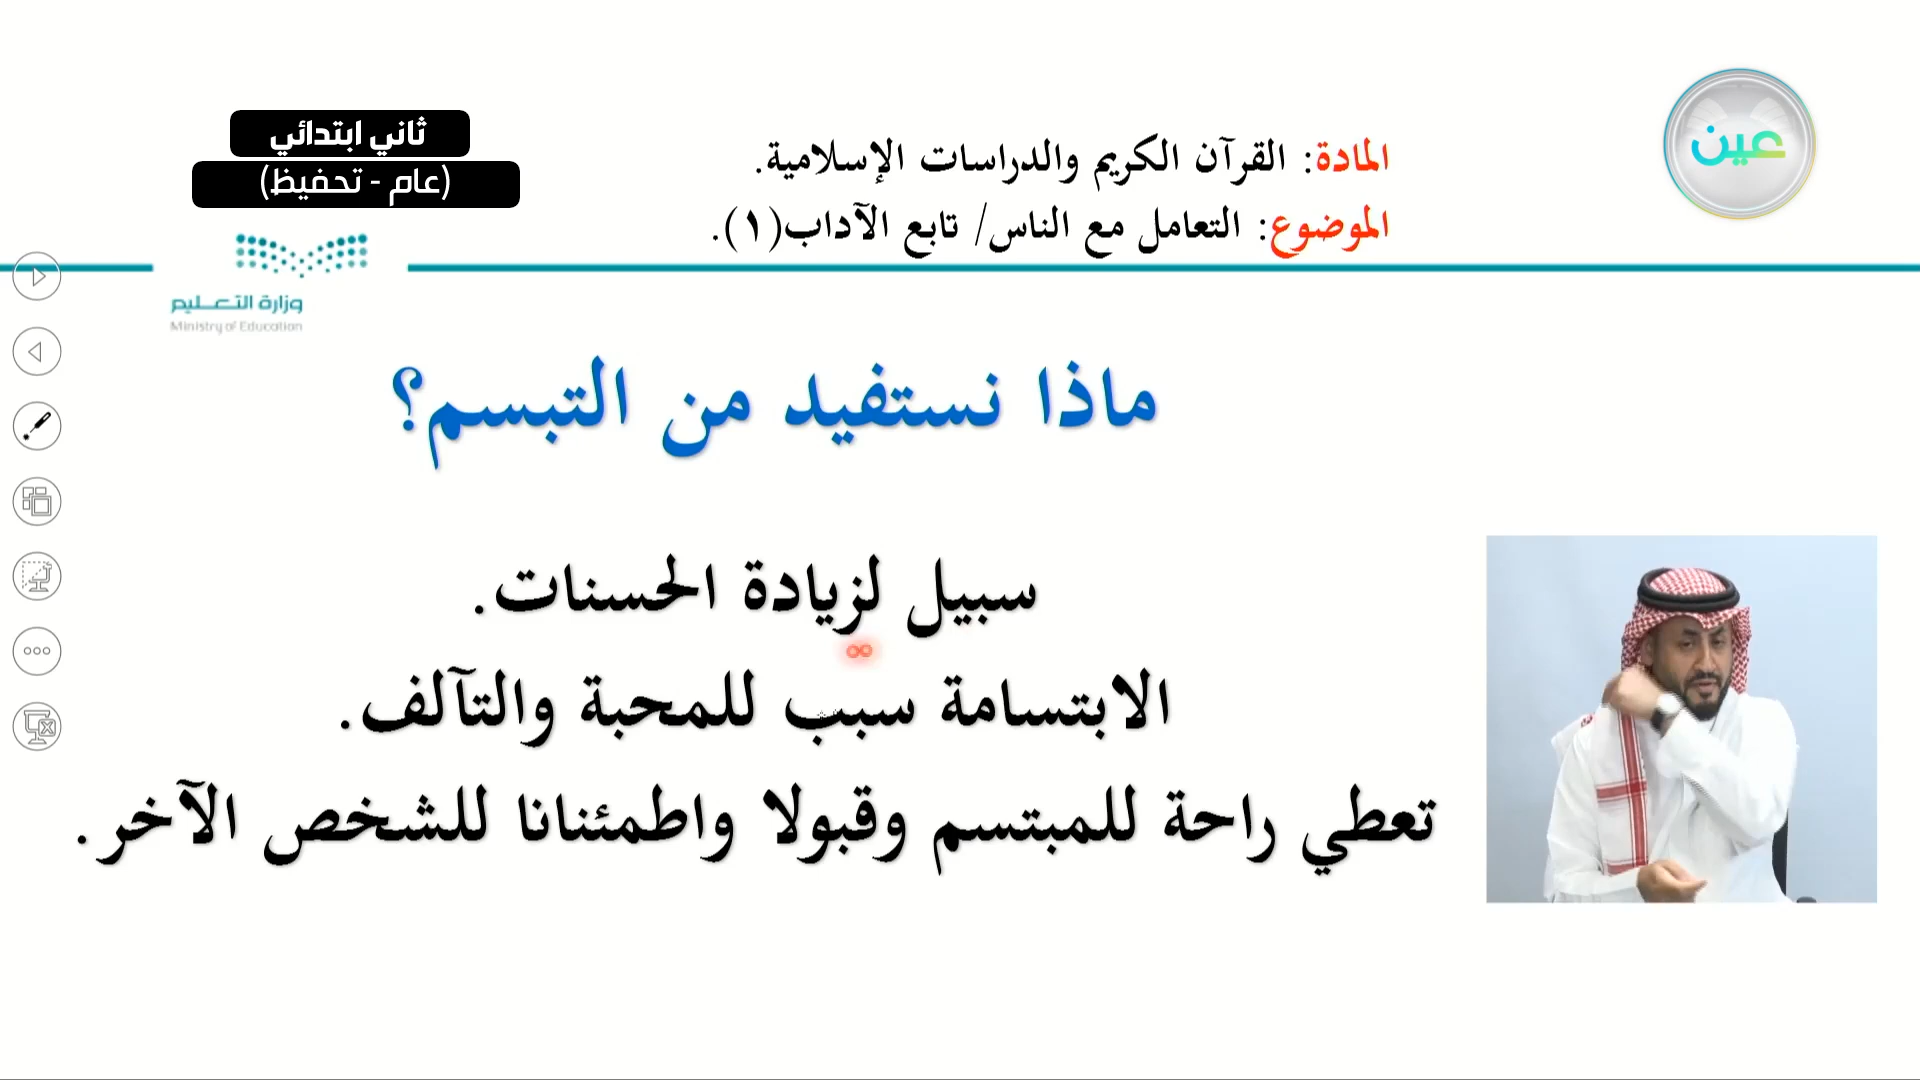 عين
المادة: القرآن الكريم والدراسات الإسلامية.
الموضوع: التعامل مع الناس/ تابع الآداب(١).
ثاني ابتدائي
(عام - تحفيظ)
وزارة التعليم
Ministry of Education
ماذا نستفيد من التبسم؟
سبيل لزيادة الحسنات.
الابتسامة سبب للمحبة والتآلف.
تعطي راحة للمبتسم وقبولا واطمئنانا للشخص الآخر.